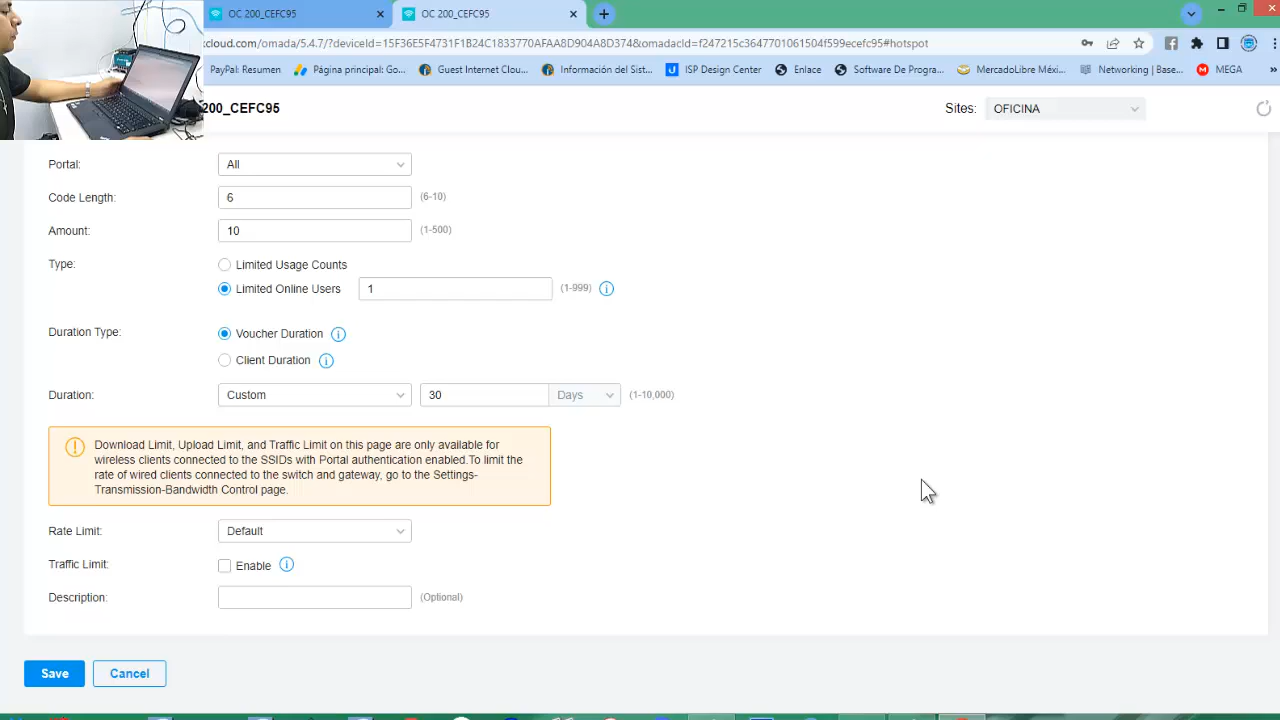 OC 200_CEFC95
OC 200_CEFC95
cloud.com/omada/5.4.7/?deviceId=15F36E5F4731F1B24C1833770AFAA8D904A8D374&omadacId=f247215c3647701061504f599ecefc95#hotspot
PayPal: Resumen
Página principal: Go...
Guest Internet Clou...
Información del Sist...
ISP Design Center
Enlace
Software De Progra...
MercadoLibre Méxi...
Networking | Base...
MEGA
200_CEFC95
Sites: OFICINA
Portal: All
Code Length: 6 (6-10)
Amount: 10 (1-500)
Type: Limited Usage Counts
Limited Online Users 1 (1-999)
Duration Type: Voucher Duration
Client Duration
Duration: Custom 30 Days (1-10,000)
Download Limit, Upload Limit, and Traffic Limit on this page are only available for
wireless clients connected to the SSIDs with Portal authentication enabled.To limit the
rate of wired clients connected to the switch and gateway, go to the Settings-
Transmission-Bandwidth Control page.
Rate Limit: Default
Traffic Limit: Enable
Description: (Optional)
Save Cancel